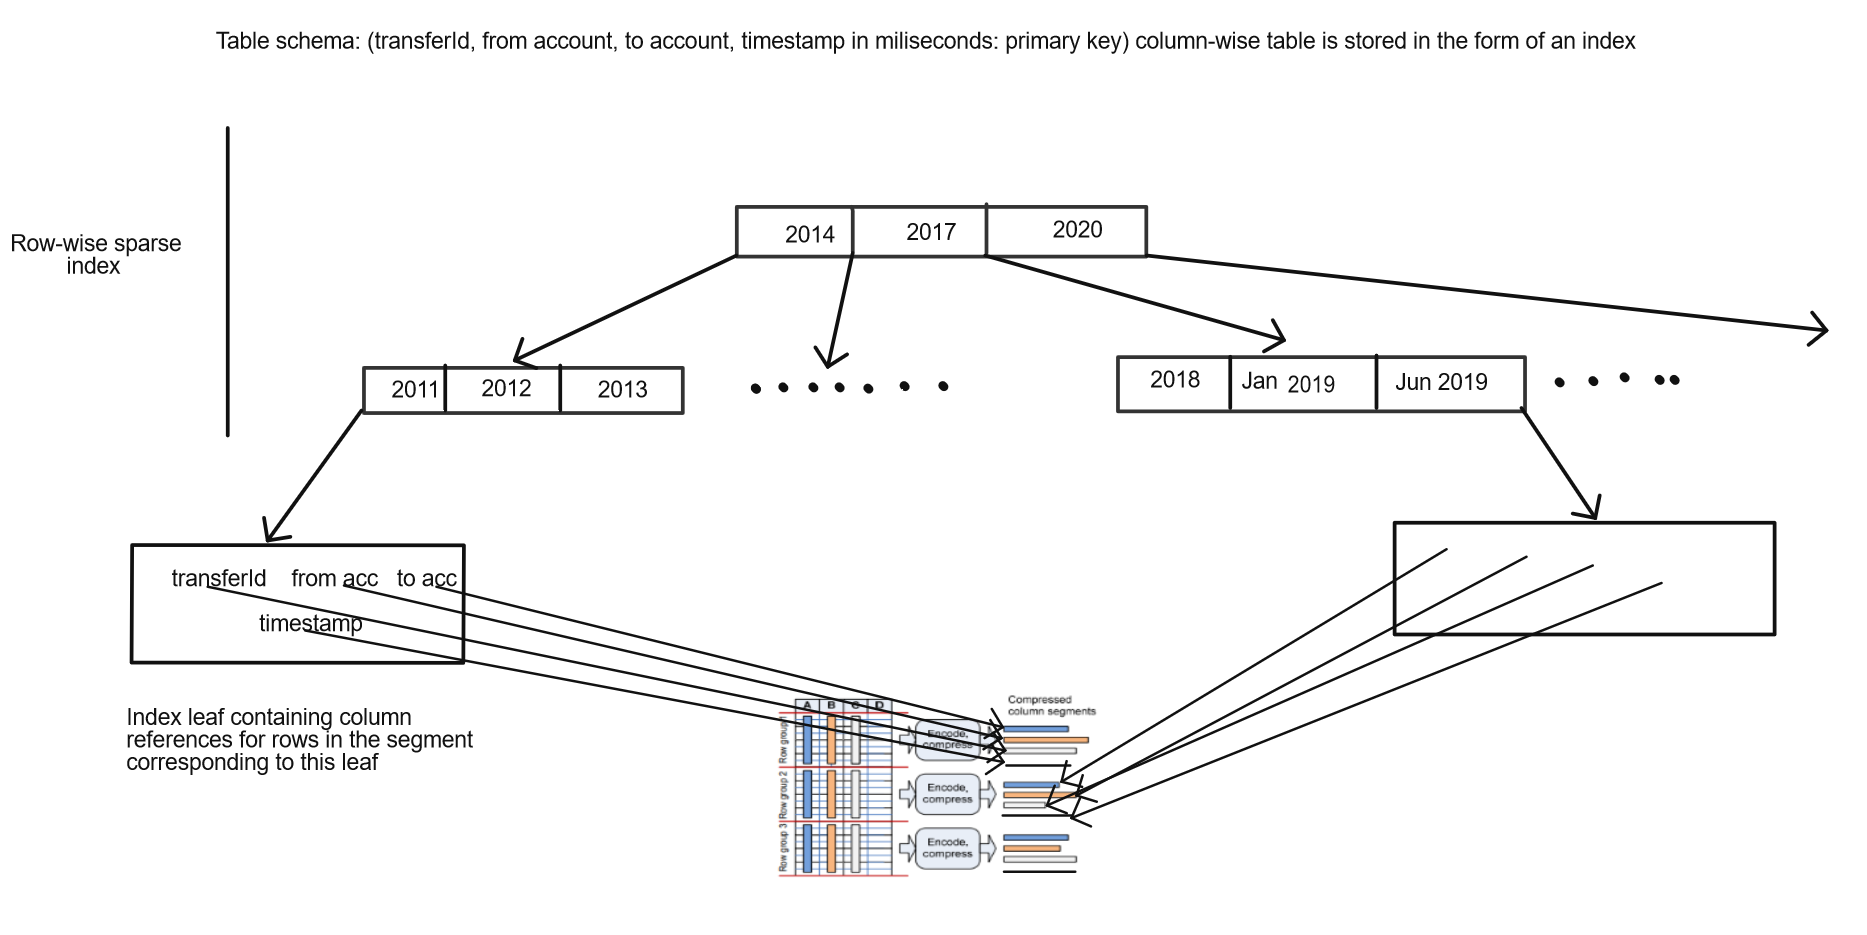 Table schema: (transferId, from account, to account, timestamp in miliseconds: primary key) column-wise table is stored in the form of an index
Row-wise sparse
index
2014 2017 2020
2011 2012 2013
2018 Jan 2019 Jun 2019
transferId from acc to acc
timestamp
Index leaf containing column
references for rows in the segment
corresponding to this leaf
Compressed
column segments
A B C D
Row group 1
Encode,
compress
Row group 2
Encode,
compress
Row group 3
Encode,
compress